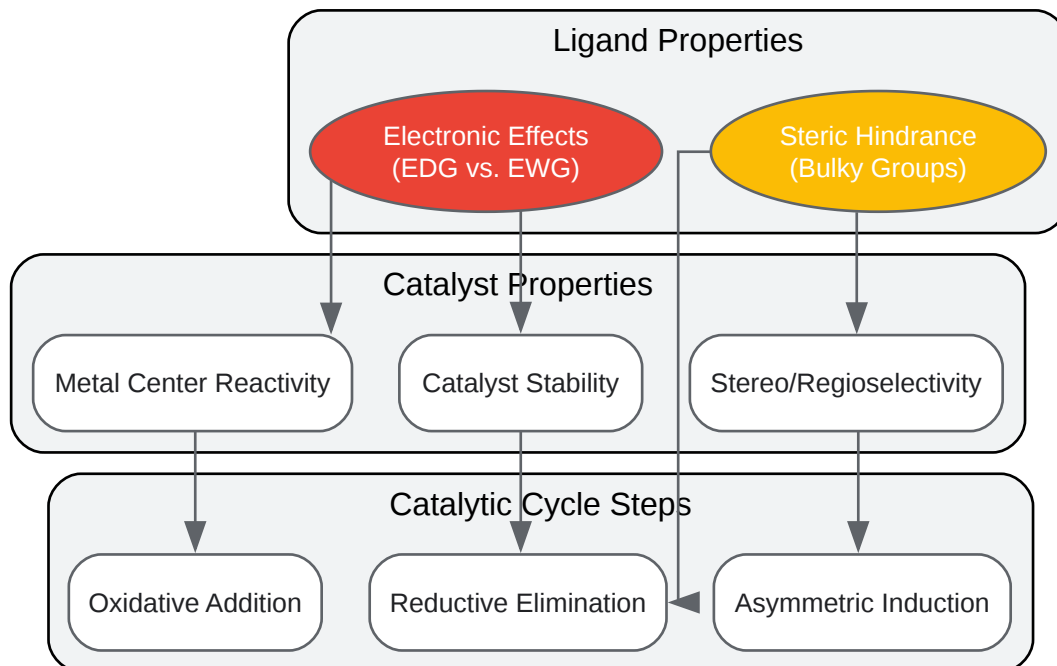 Ligand Properties
Electronic Effects
(EDG vs. EWG)
Steric Hindrance
(Bulky Groups)
Catalyst Properties
Metal Center Reactivity
Catalyst Stability
Stereo/Regioselectivity
Catalytic Cycle Steps
Oxidative Addition
Reductive Elimination
Asymmetric Induction